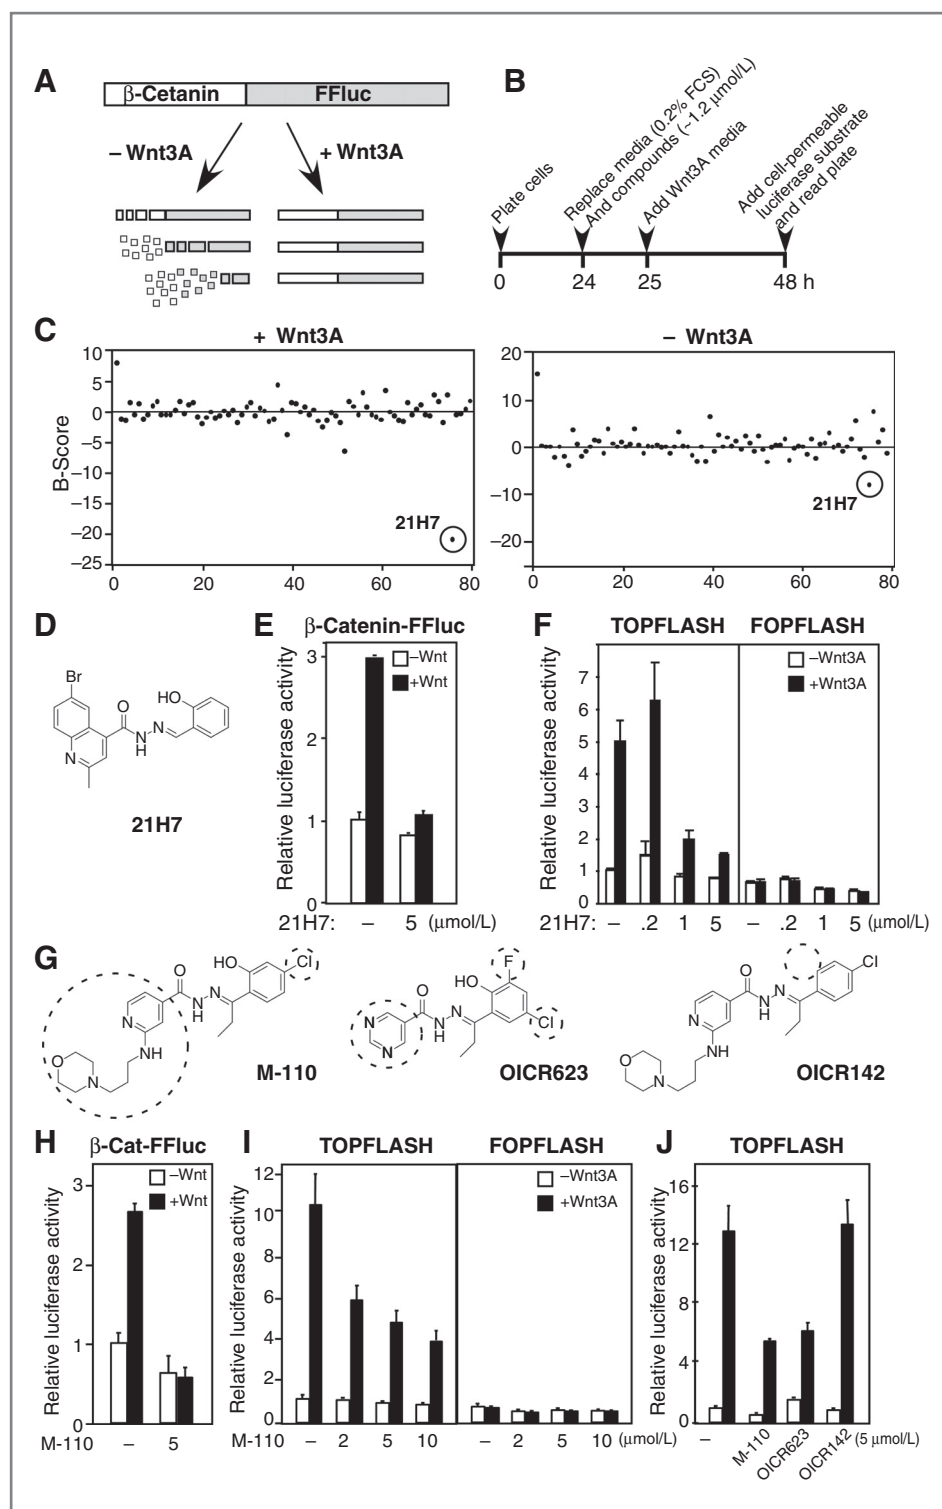 A
β-Cetanin FFluc
– Wnt3A
+ Wnt3A
B
Plate cells
Replace media (0.2% FCS)
And compounds (~1.2 μmol/L)
Add Wnt3A media
Add cell-permeable
luciferase substrate
and read plate
0 24 25 48 h
C
+ Wnt3A
B-Score
10
5
0
–5
–10
–15
–20
–25
21H7
0 20 40 60 80
– Wnt3A
20
10
0
–10
–20
21H7
0 20 40 60 80
D
Br
O
HO
N
N
N
H
21H7
E
β-Catenin-FFluc
–Wnt
+Wnt
Relative luciferase activity
3
2
1
0
21H7: – 5 (μmol/L)
F
TOPFLASH FOPFLASH
–Wnt3A
+Wnt3A
Relative luciferase activity
7
6
5
4
3
2
1
0
21H7: – .2 1 5 – .2 1 5 (μmol/L)
G
O
HO
Cl
N
N
N
H
NH
O
N
M-110
F
HO
O
Cl
N
N
N
N
H
OICR623
O
Cl
N
N
N
H
NH
O
N
OICR142
H
β-Cat-FFluc
–Wnt
+Wnt
Relative luciferase activity
3
2
1
0
M-110 – 5
I
TOPFLASH FOPFLASH
–Wnt3A
+Wnt3A
Relative luciferase activity
12
10
6
4
2
0
M-110 – 2 5 10 – 2 5 10 (μmol/L)
J
TOPFLASH
Relative luciferase activity
16
12
8
4
0
–
M-110
OICR623
OICR142
(5 μmol/L)